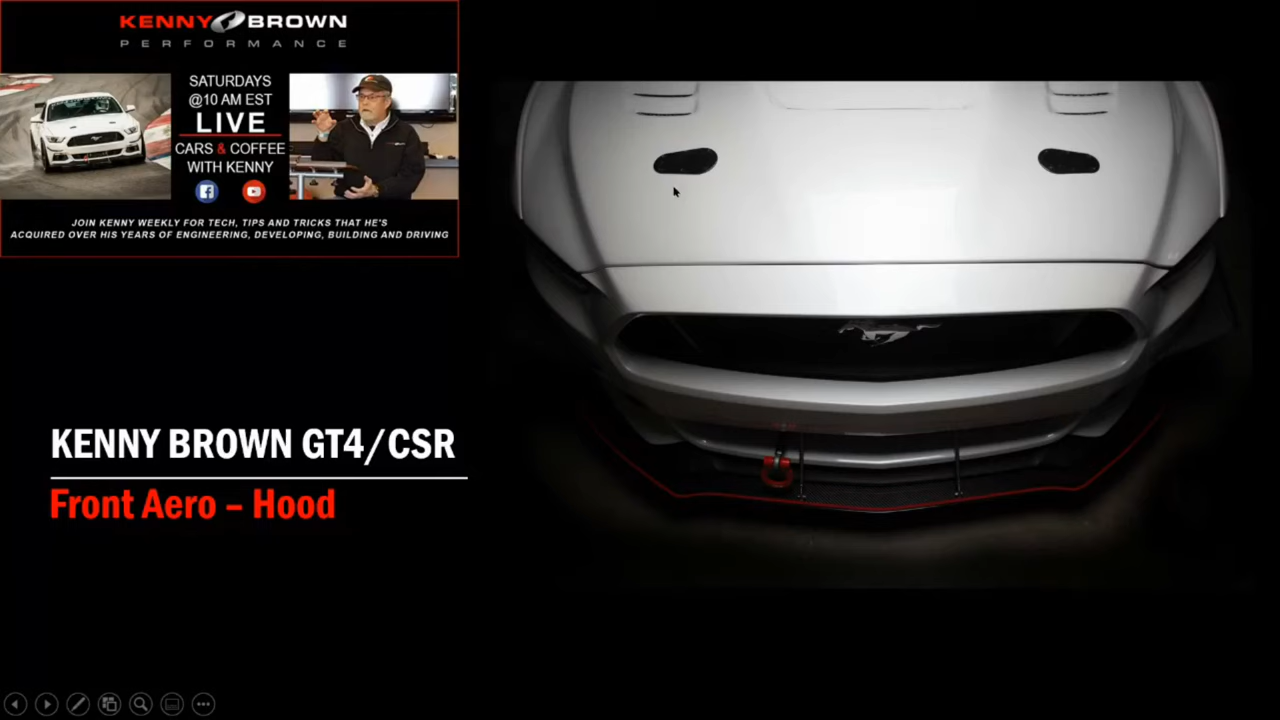 KENNY BROWN
PERFORMANCE
SATURDAYS
@10 AM EST
LIVE
CARS & COFFEE
WITH KENNY
JOIN KENNY WEEKLY FOR TECH, TIPS AND TRICKS THAT HE'S
ACQUIRED OVER HIS YEARS OF ENGINEERING, DEVELOPING, BUILDING AND DRIVING
KENNY BROWN GT4/CSR
Front Aero – Hood